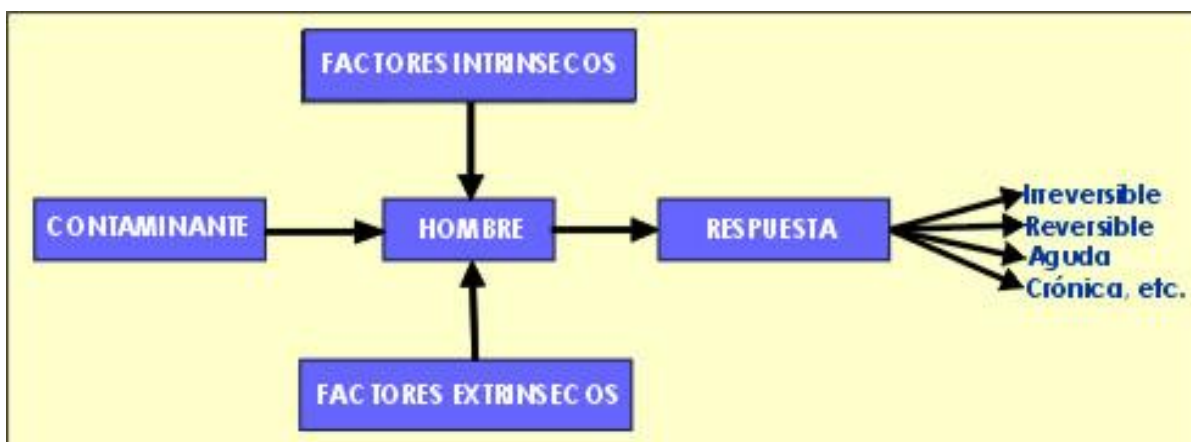 FACTORES INTRINSECOS
CONTAMINANTE
HOMBRE
RESPUESTA
Irreversible
Reversible
Aguda
Crónica, etc.
FACTORES EXTRINSECOS